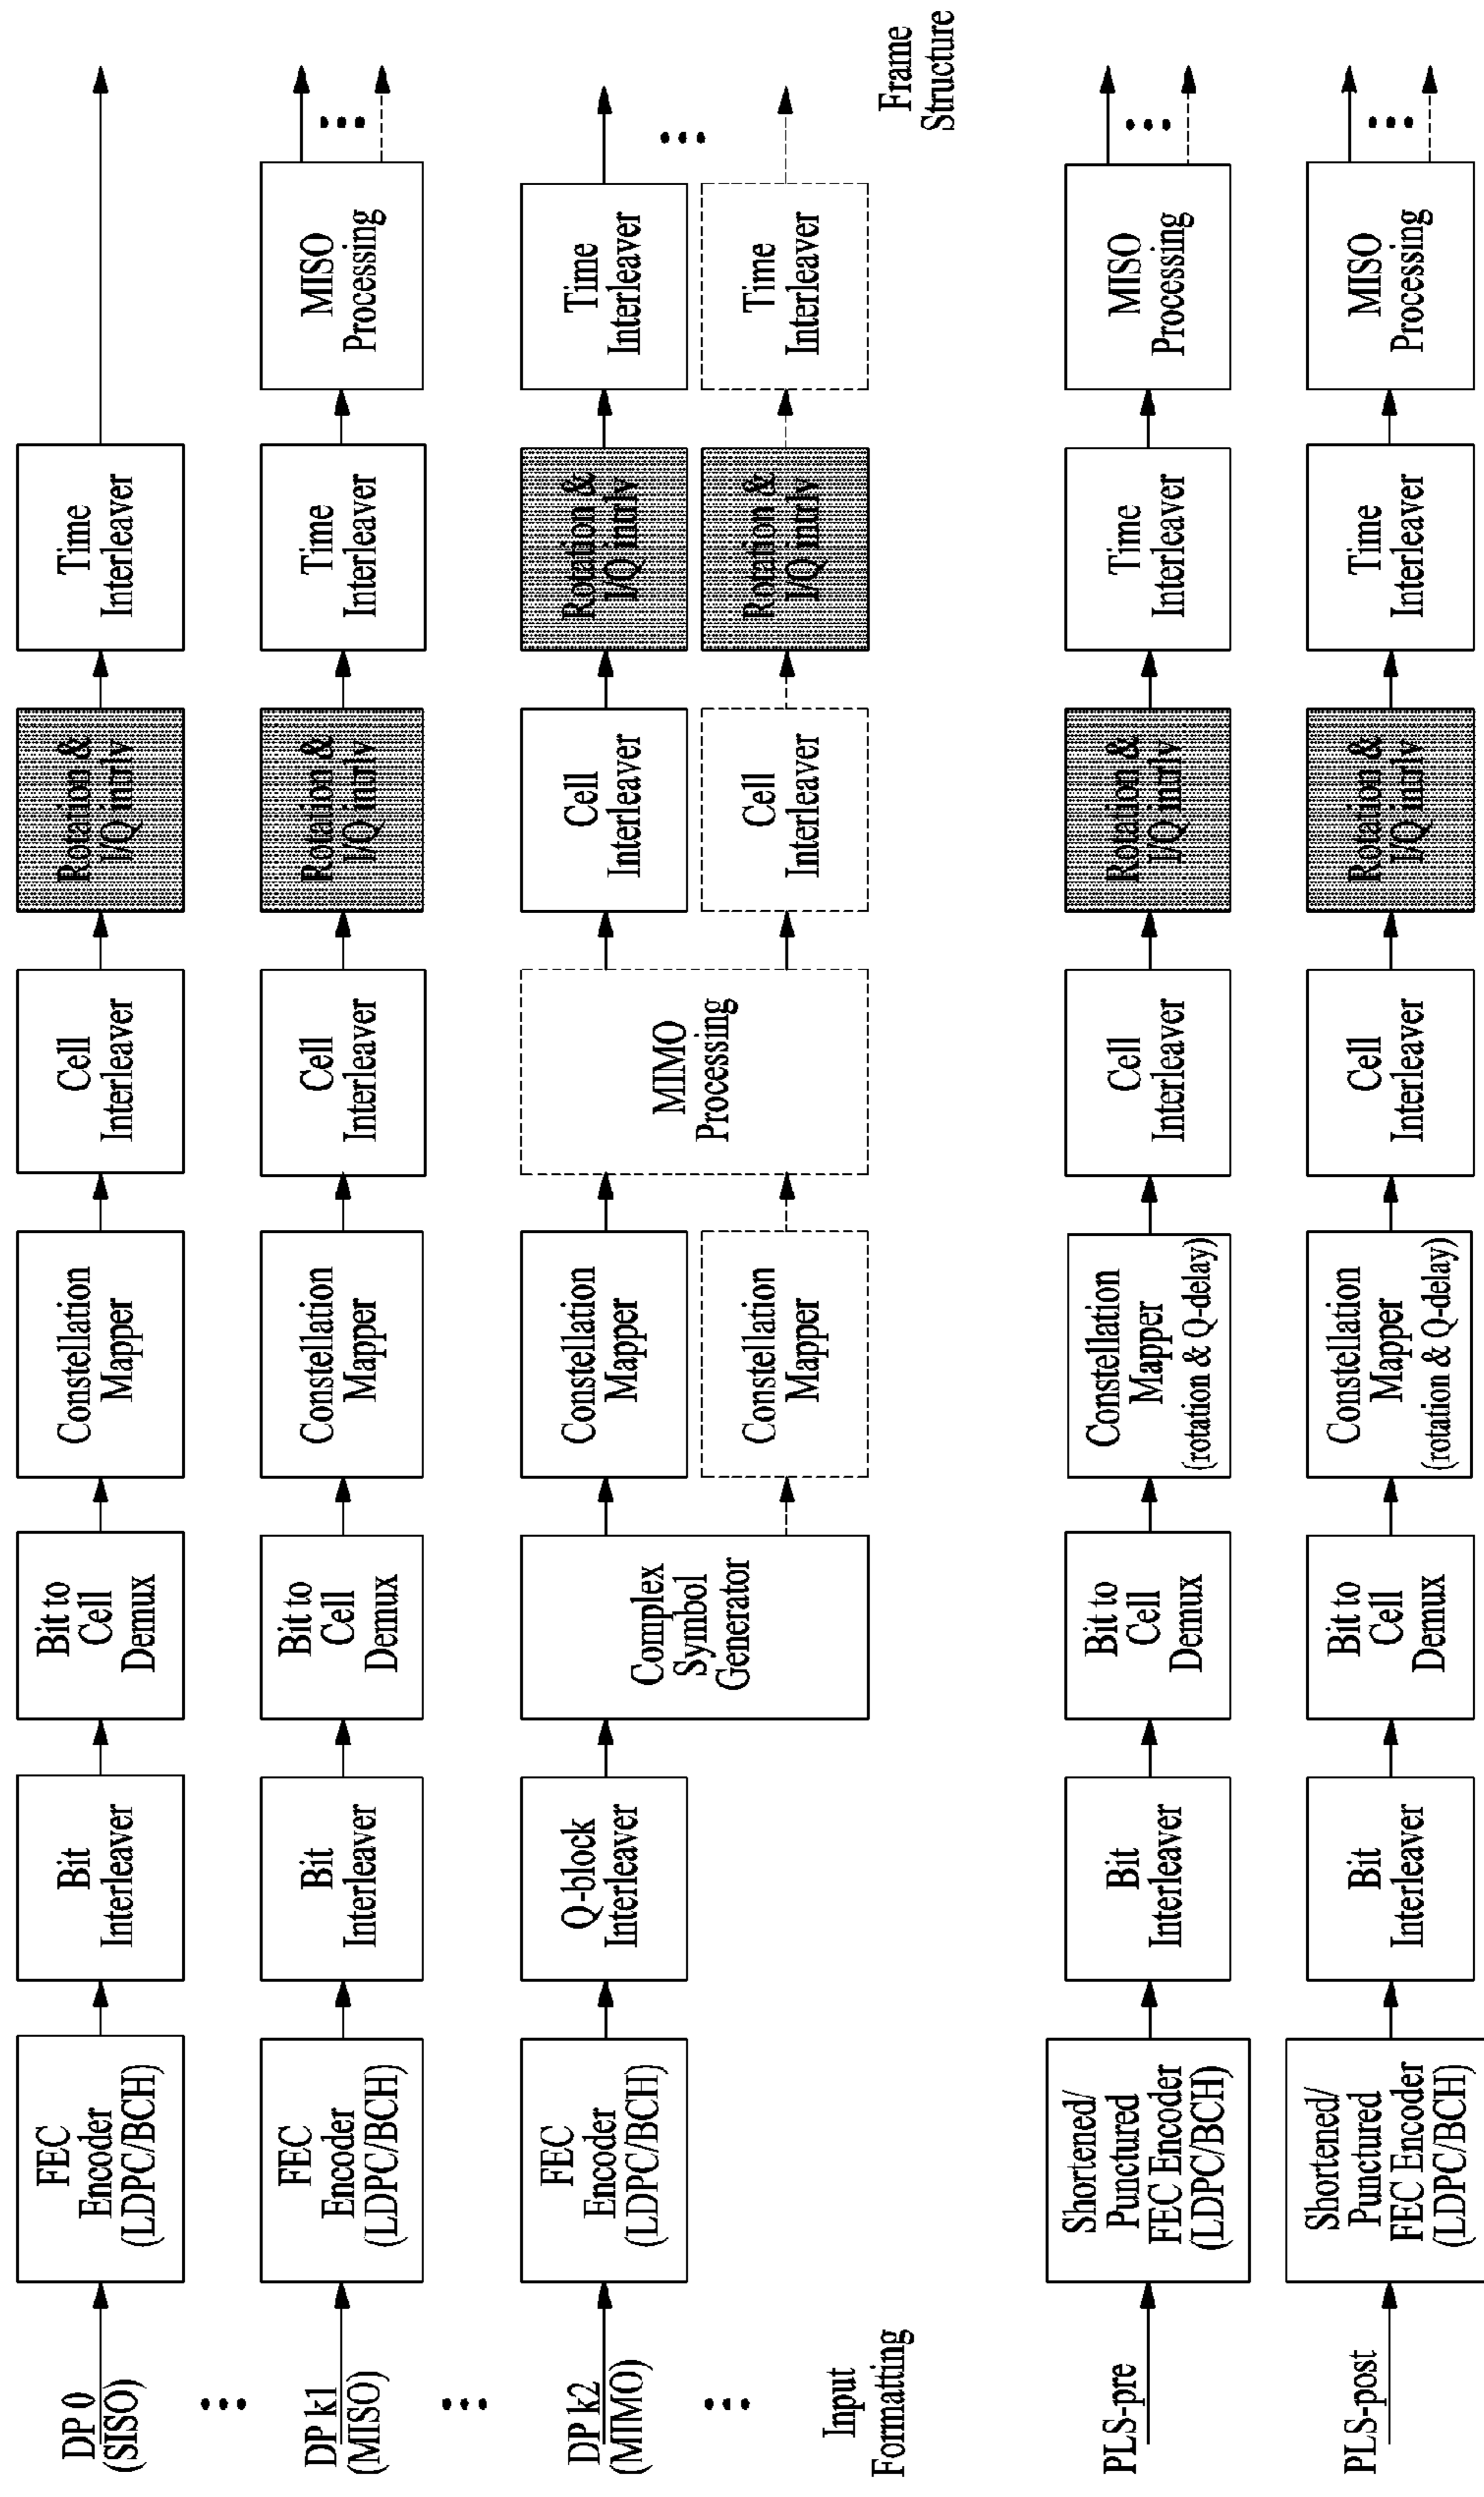 DP 0
(SISO)
FEC
Encoder
(LDPC/BCH)
Bit
Interleaver
Bit to
Cell
Demux
Constellation
Mapper
Cell
Interleaver
Rotation &
I/Q intrlv
Time
Interleaver
DP k1
(MISO)
FEC
Encoder
(LDPC/BCH)
Bit
Interleaver
Bit to
Cell
Demux
Constellation
Mapper
Cell
Interleaver
Rotation &
I/Q intrlv
Time
Interleaver
MISO
Processing
DP k2
(MIMO)
FEC
Encoder
(LDPC/BCH)
Q-block
Interleaver
Complex
Symbol
Generator
Constellation
Mapper
Constellation
Mapper
MIMO
Processing
Cell
Interleaver
Cell
Interleaver
Rotation &
I/Q intrlv
Rotation &
I/Q intrlv
Time
Interleaver
Time
Interleaver
Input
Formatting
Frame
Structure
PLS-pre
Shortened/
Punctured
FEC Encoder
(LDPC/BCH)
Bit
Interleaver
Bit to
Cell
Demux
Constellation
Mapper
(rotation & Q-delay)
Cell
Interleaver
Rotation &
I/Q intrlv
Time
Interleaver
MISO
Processing
PLS-post
Shortened/
Punctured
FEC Encoder
(LDPC/BCH)
Bit
Interleaver
Bit to
Cell
Demux
Constellation
Mapper
(rotation & Q-delay)
Cell
Interleaver
Rotation &
I/Q intrlv
Time
Interleaver
MISO
Processing